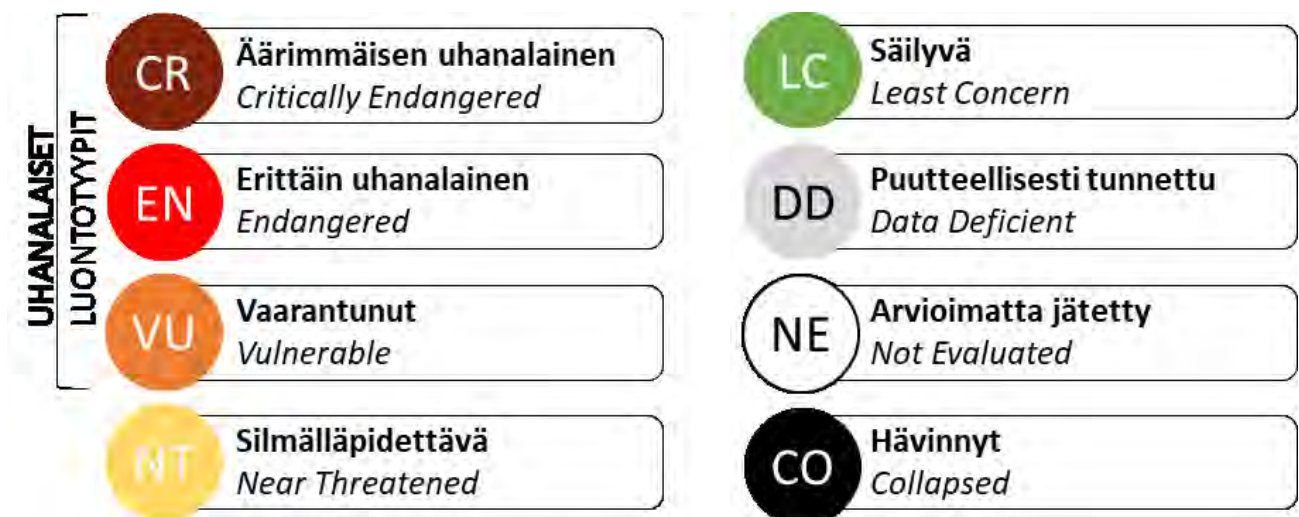 UHANALAISET
LUONTOTYYPIT
CR
Äärimmäisen uhanalainen
Critically Endangered
EN
Erittäin uhanalainen
Endangered
VU
Vaarantunut
Vulnerable
NT
Silmälläpidettävä
Near Threatened
LC
Säilyvä
Least Concern
DD
Puutteellisesti tunnettu
Data Deficient
NE
Arvioimatta jätetty
Not Evaluated
CO
Hävinnyt
Collapsed